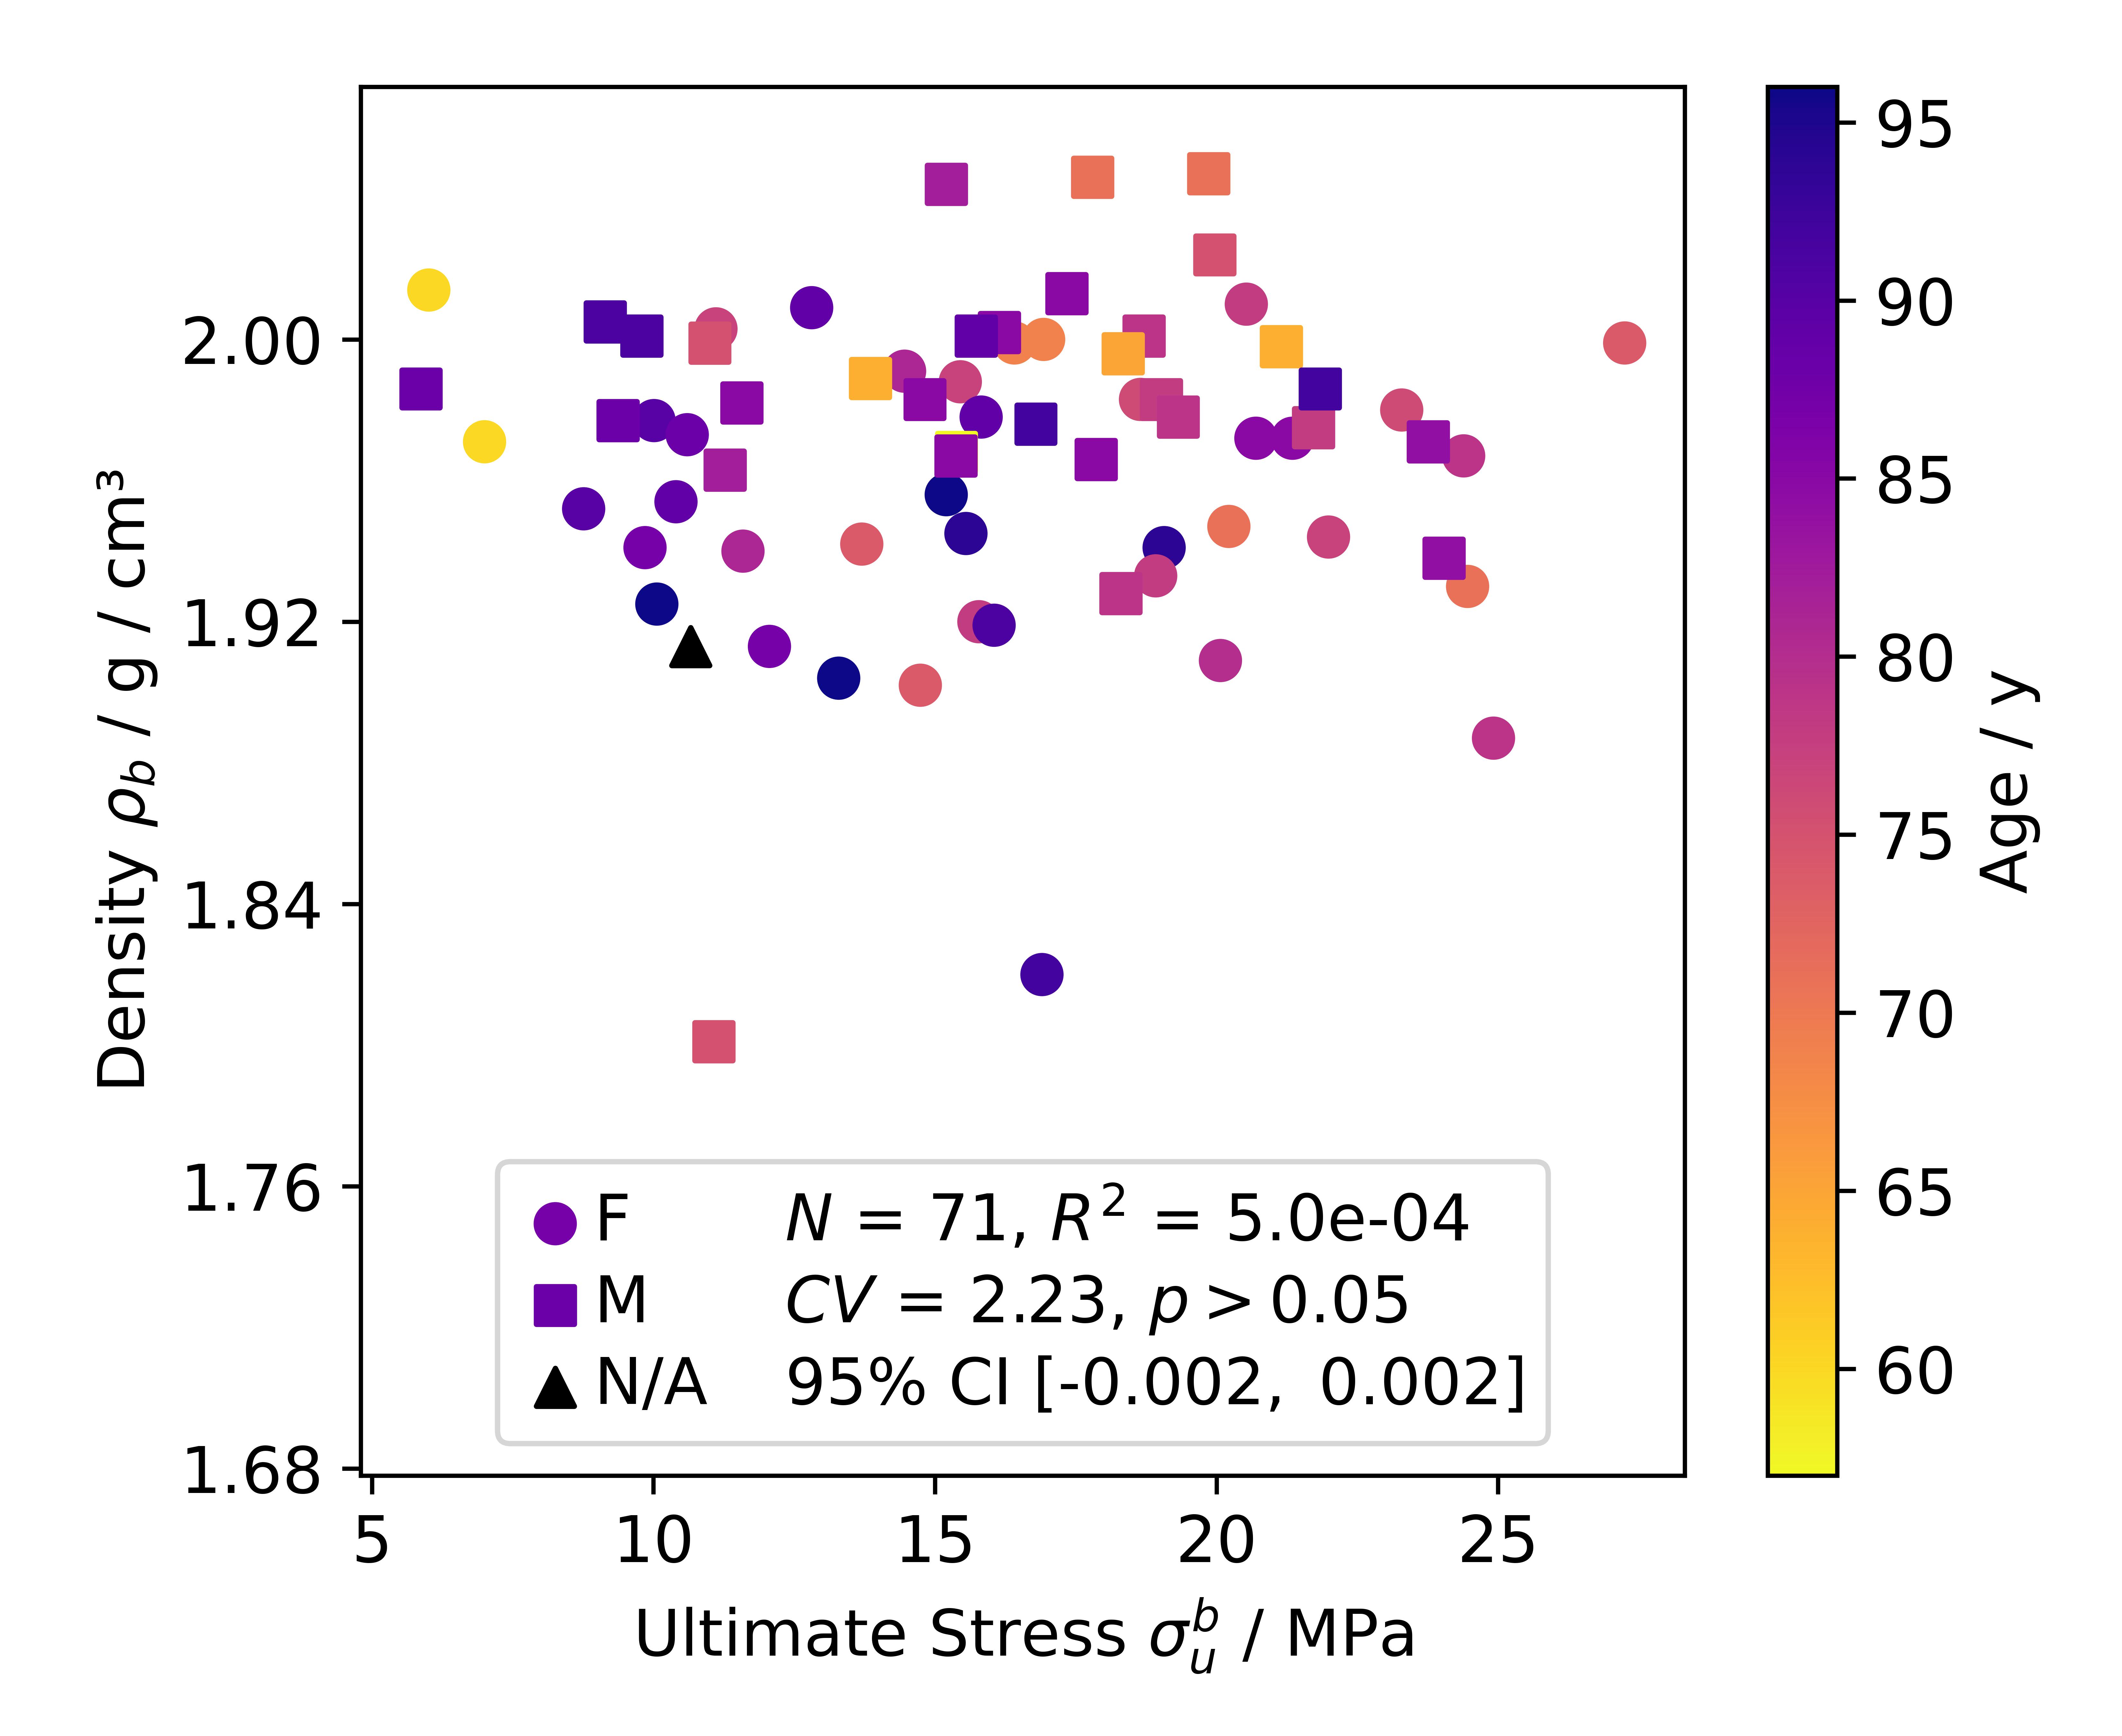 Density ρb / g / cm³
2.00
1.92
1.84
1.76
1.68
5 10 15 20 25
Ultimate Stress σᵇᵤ / MPa
F N = 71, R² = 5.0e-04
M CV = 2.23, p > 0.05
N/A 95% CI [-0.002, 0.002]
95
90
85
80
75
70
65
60
Age / y